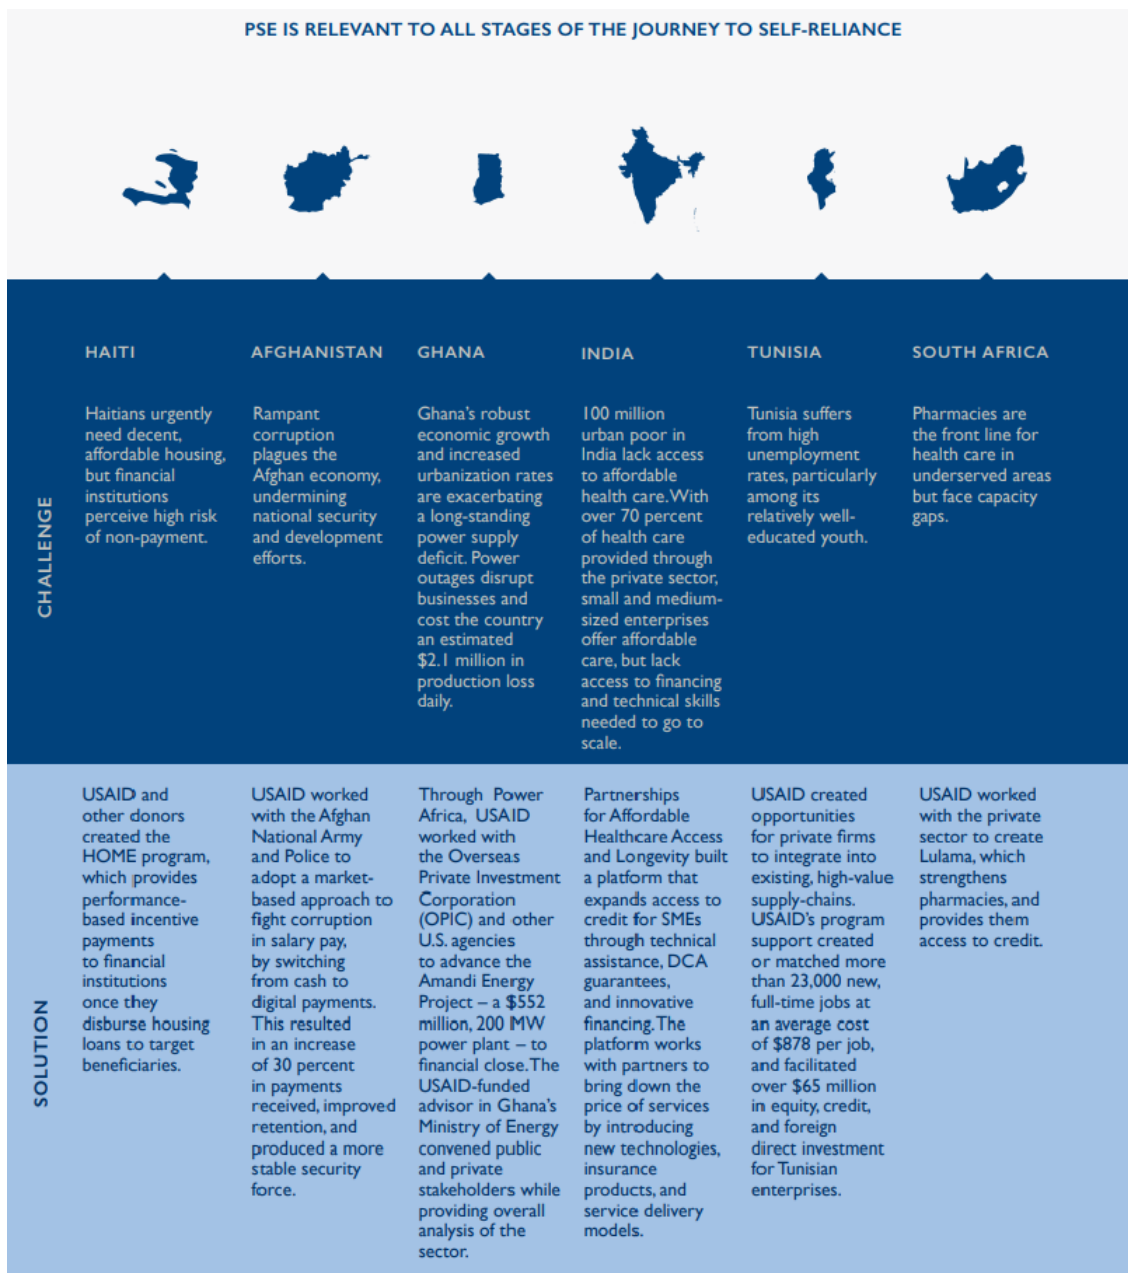 PSE IS RELEVANT TO ALL STAGES OF THE JOURNEY TO SELF-RELIANCE
HAITI
AFGHANISTAN
GHANA
INDIA
TUNISIA
SOUTH AFRICA
CHALLENGE
Haitians urgently
need decent,
affordable housing,
but financial
institutions
perceive high risk
of non-payment.
Rampant
corruption
plagues the
Afghan economy,
undermining
national security
and development
efforts.
Ghana's robust
economic growth
and increased
urbanization rates
are exacerbating
a long-standing
power supply
deficit. Power
outages disrupt
businesses and
cost the country
an estimated
$2.1 million in
production loss
daily.
100 million
urban poor in
India lack access
to affordable
health care. With
over 70 percent
of health care
provided through
the private sector,
small and medium-
sized enterprises
offer affordable
care, but lack
access to financing
and technical skills
needed to go to
scale.
Tunisia suffers
from high
unemployment
rates, particularly
among its
relatively well-
educated youth.
Pharmacies are
the front line for
health care in
underserved areas
but face capacity
gaps.
SOLUTION
USAID and
other donors
created the
HOME program,
which provides
performance-
based incentive
payments
to financial
institutions
once they
disburse housing
loans to target
beneficiaries.
USAID worked
with the Afghan
National Army
and Police to
adopt a market-
based approach to
fight corruption
in salary pay,
by switching
from cash to
digital payments.
This resulted
in an increase
of 30 percent
in payments
received, improved
retention, and
produced a more
stable security
force.
Through Power
Africa, USAID
worked with
the Overseas
Private Investment
Corporation
(OPIC) and other
U.S. agencies
to advance the
Amandi Energy
Project – a $552
million, 200 MW
power plant – to
financial close. The
USAID-funded
advisor in Ghana's
Ministry of Energy
convened public
and private
stakeholders while
providing overall
analysis of the
sector.
Partnerships
for Affordable
Healthcare Access
and Longevity built
a platform that
expands access to
credit for SMEs
through technical
assistance, DCA
guarantees,
and innovative
financing. The
platform works
with partners to
bring down the
price of services
by introducing
new technologies,
insurance
products, and
service delivery
models.
USAID created
opportunities
for private firms
to integrate into
existing, high-value
supply-chains.
USAID's program
support created
or matched more
than 23,000 new,
full-time jobs at
an average cost
of $878 per job,
and facilitated
over $65 million
in equity, credit,
and foreign
direct investment
for Tunisian
enterprises.
USAID worked
with the private
sector to create
Lulama, which
strengthens
pharmacies, and
provides them
access to credit.